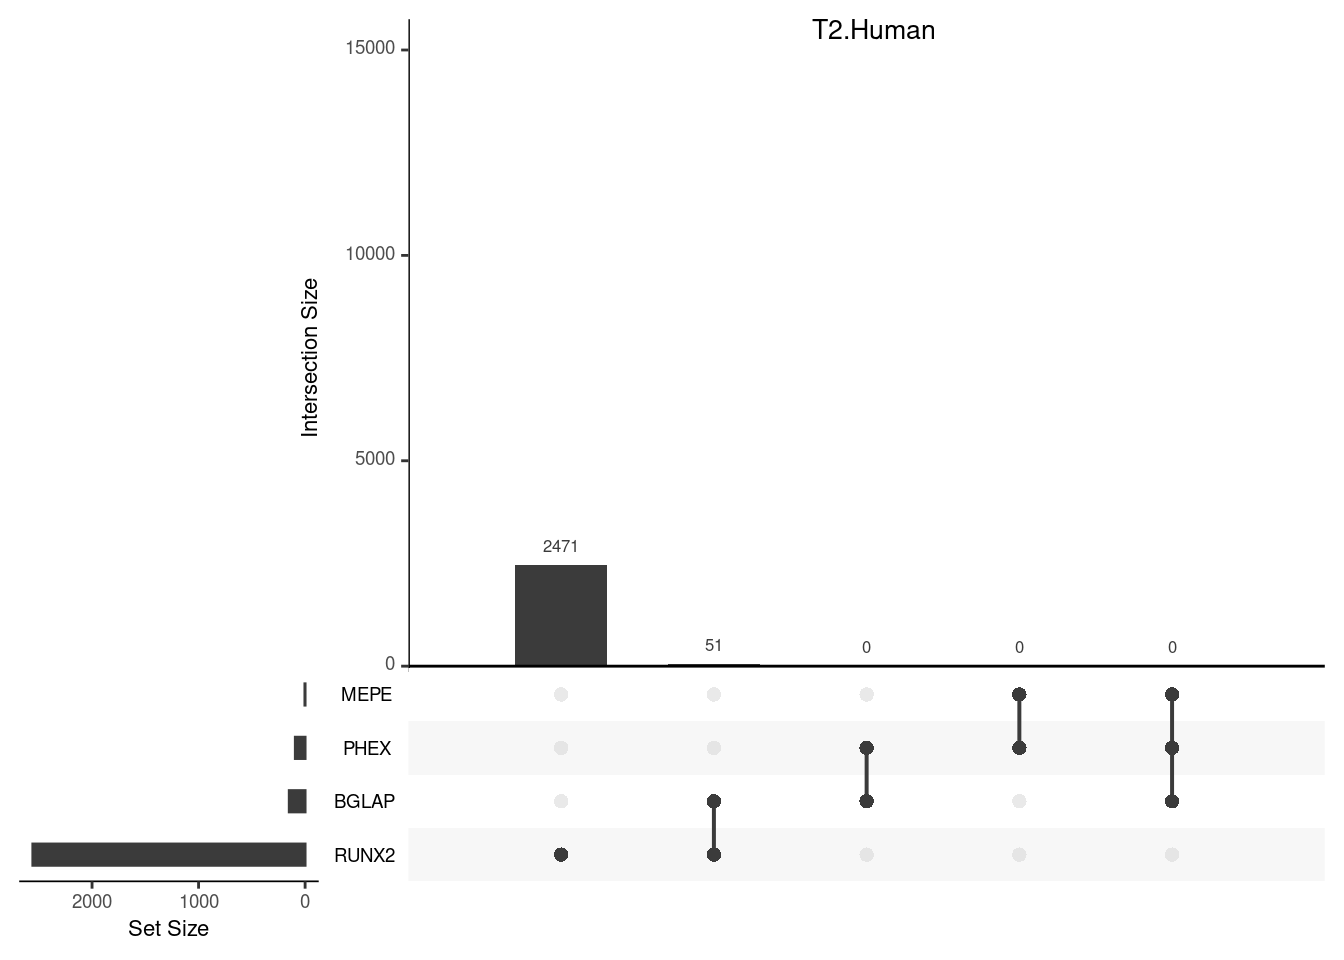 T2.Human
15000
10000
5000
0
Intersection Size
2471
51
0
0
0
MEPE
PHEX
BGLAP
RUNX2
2000
1000
0
Set Size